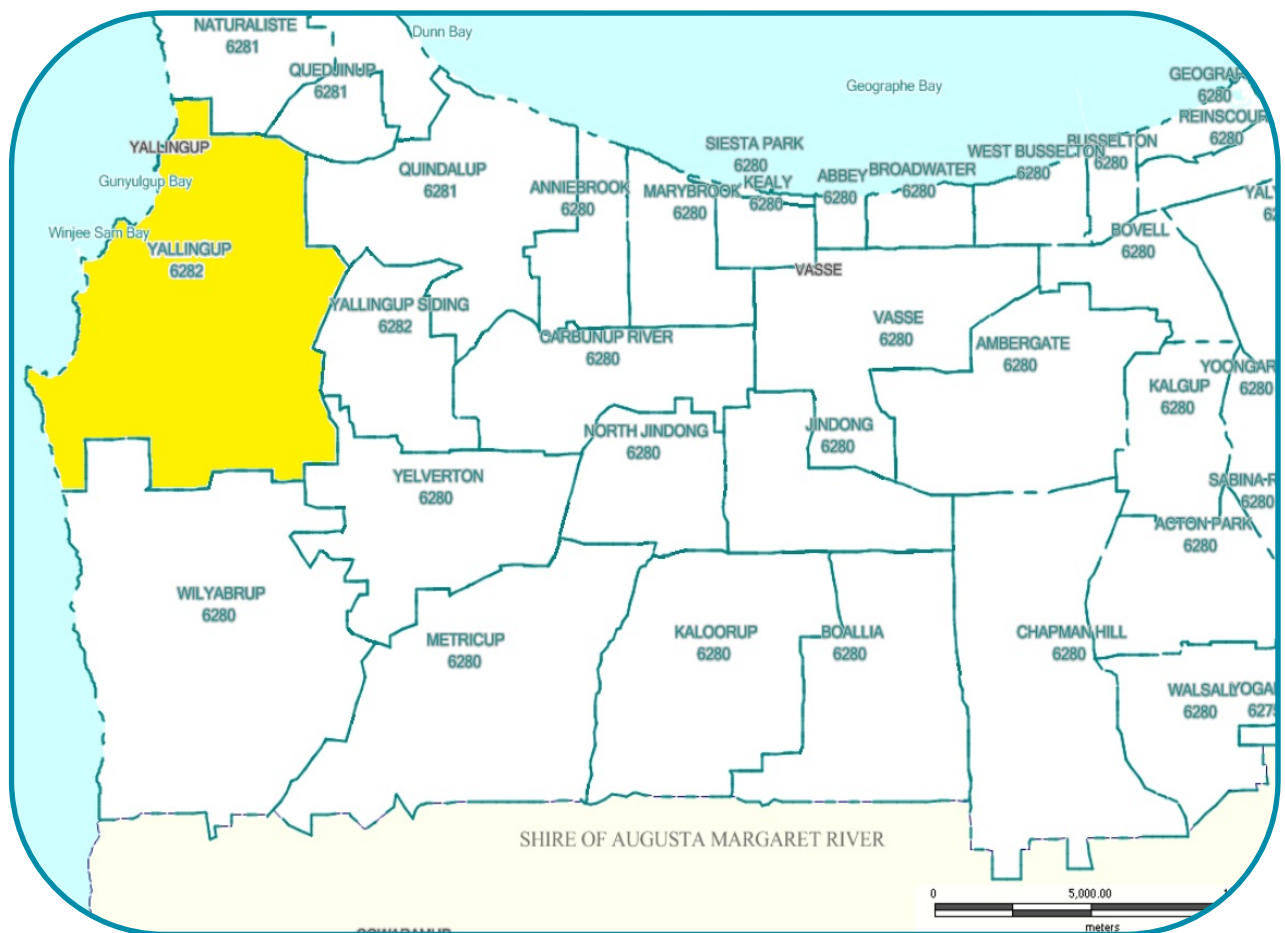 NATURALISTE
6281
Dunn Bay
QUEDJINUP
6281
Geographe Bay
6280
6280
YALLINGUP
Gunyulgup Bay
QUINDALUP
6281
SIESTA PARK
6280
WEST BUSSELTON
6280
BUSSELTON
6280
ANNIEBROOK
6280
MARYBROOK
6280
KEALY
6280
ABBEY
6280
BROADWATER
6280
Winjee Sam Bay
YALLINGUP
6282
BOVELL
6280
VASSE
YALLINGUP SIDING
6282
VASSE
6280
CARBUNUP RIVER
6280
AMBERGATE
6280
6280
KALGUP
6280
NORTH JINDONG
6280
JINDONG
6280
YELVERTON
6280
6280
ACTON PARK
6280
WILYABRUP
6280
METRICUP
6280
KALOORUP
6280
BOALLIA
6280
CHAPMAN HILL
6280
WALSALL
6280
SHIRE OF AUGUSTA MARGARET RIVER
0
5,000.00
meters